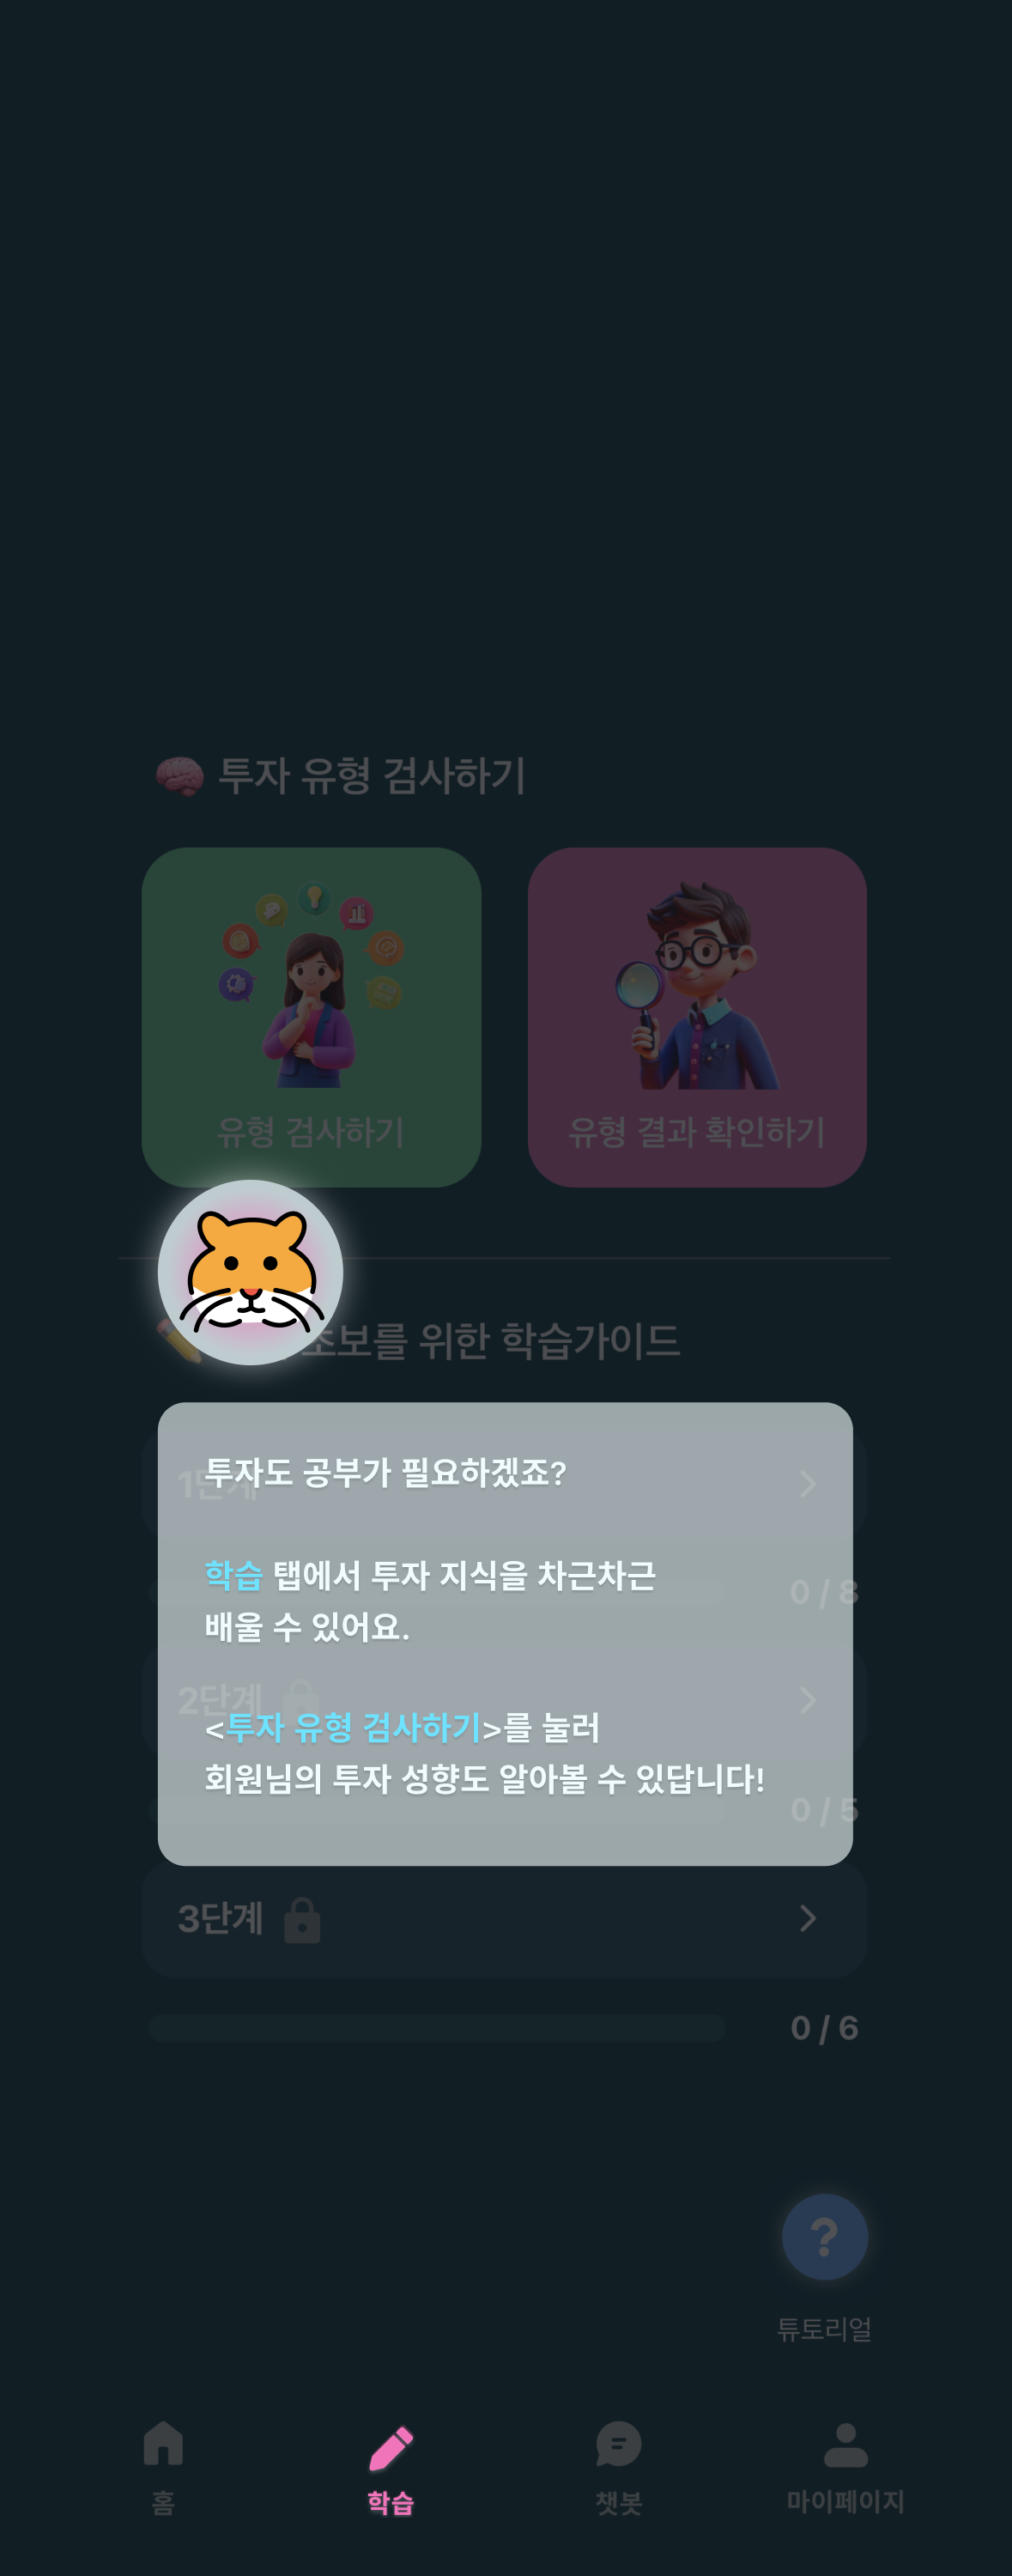 투자 유형 검사하기
유형 검사하기
유형 결과 확인하기
초보를 위한 학습가이드
투자도 공부가 필요하겠죠?
1단계
학습 탭에서 투자 지식을 차근차근
0 / 8
배울 수 있어요.
2단계
<투자 유형 검사하기>를 눌러
회원님의 투자 성향도 알아볼 수 있답니다!
0 / 5
3단계
0 / 6
?
튜토리얼
홈
학습
챗봇
마이페이지